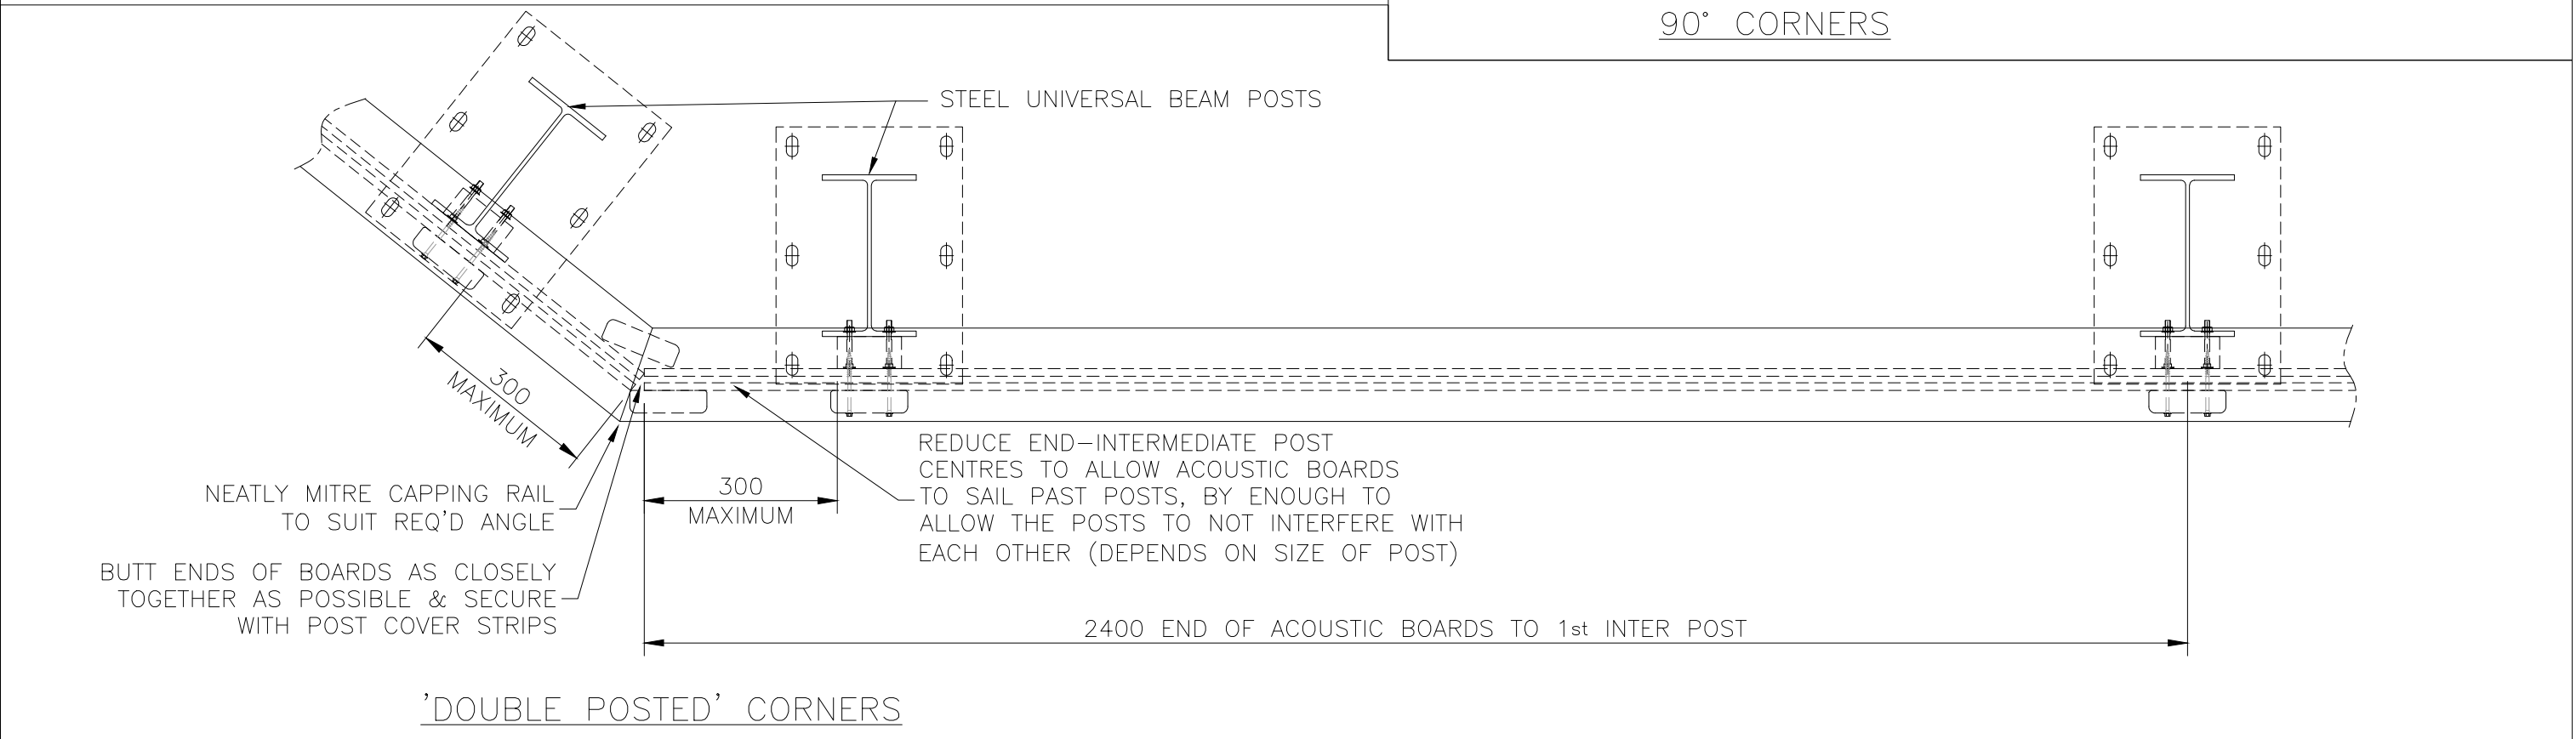 90° CORNERS
STEEL UNIVERSAL BEAM POSTS
300
MAXIMUM
REDUCE END-INTERMEDIATE POST
CENTRES TO ALLOW ACOUSTIC BOARDS
TO SAIL PAST POSTS, BY ENOUGH TO
ALLOW THE POSTS TO NOT INTERFERE WITH
EACH OTHER (DEPENDS ON SIZE OF POST)
300
MAXIMUM
NEATLY MITRE CAPPING RAIL
TO SUIT REQ'D ANGLE
BUTT ENDS OF BOARDS AS CLOSELY
TOGETHER AS POSSIBLE & SECURE
WITH POST COVER STRIPS
2400 END OF ACOUSTIC BOARDS TO 1st INTER POST
'DOUBLE POSTED' CORNERS